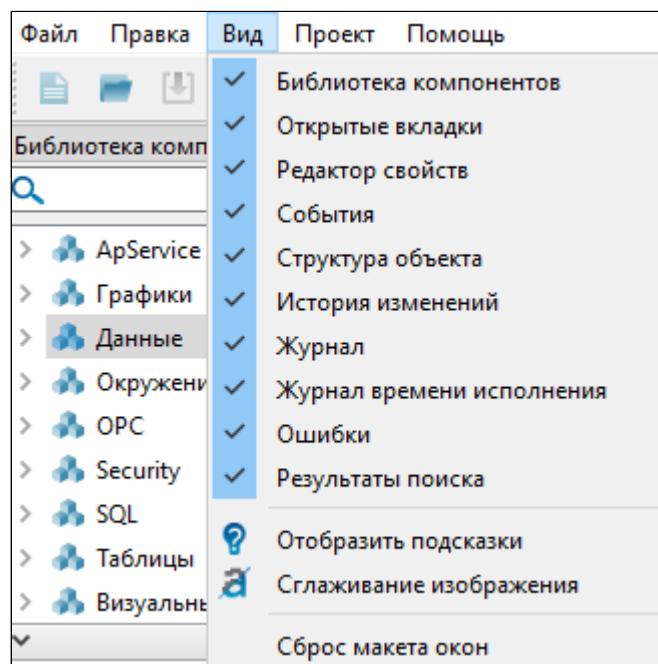 Файл Правка Вид Проект Помощь
Библиотека комп
ApService
Графики
Данные
Окружени
OPC
Security
SQL
Таблицы
Визуальнь
Библиотека компонентов
Открытые вкладки
Редактор свойств
События
Структура объекта
История изменений
Журнал
Журнал времени исполнения
Ошибки
Результаты поиска
Отобразить подсказки
Сглаживание изображения
Сброс макета окон